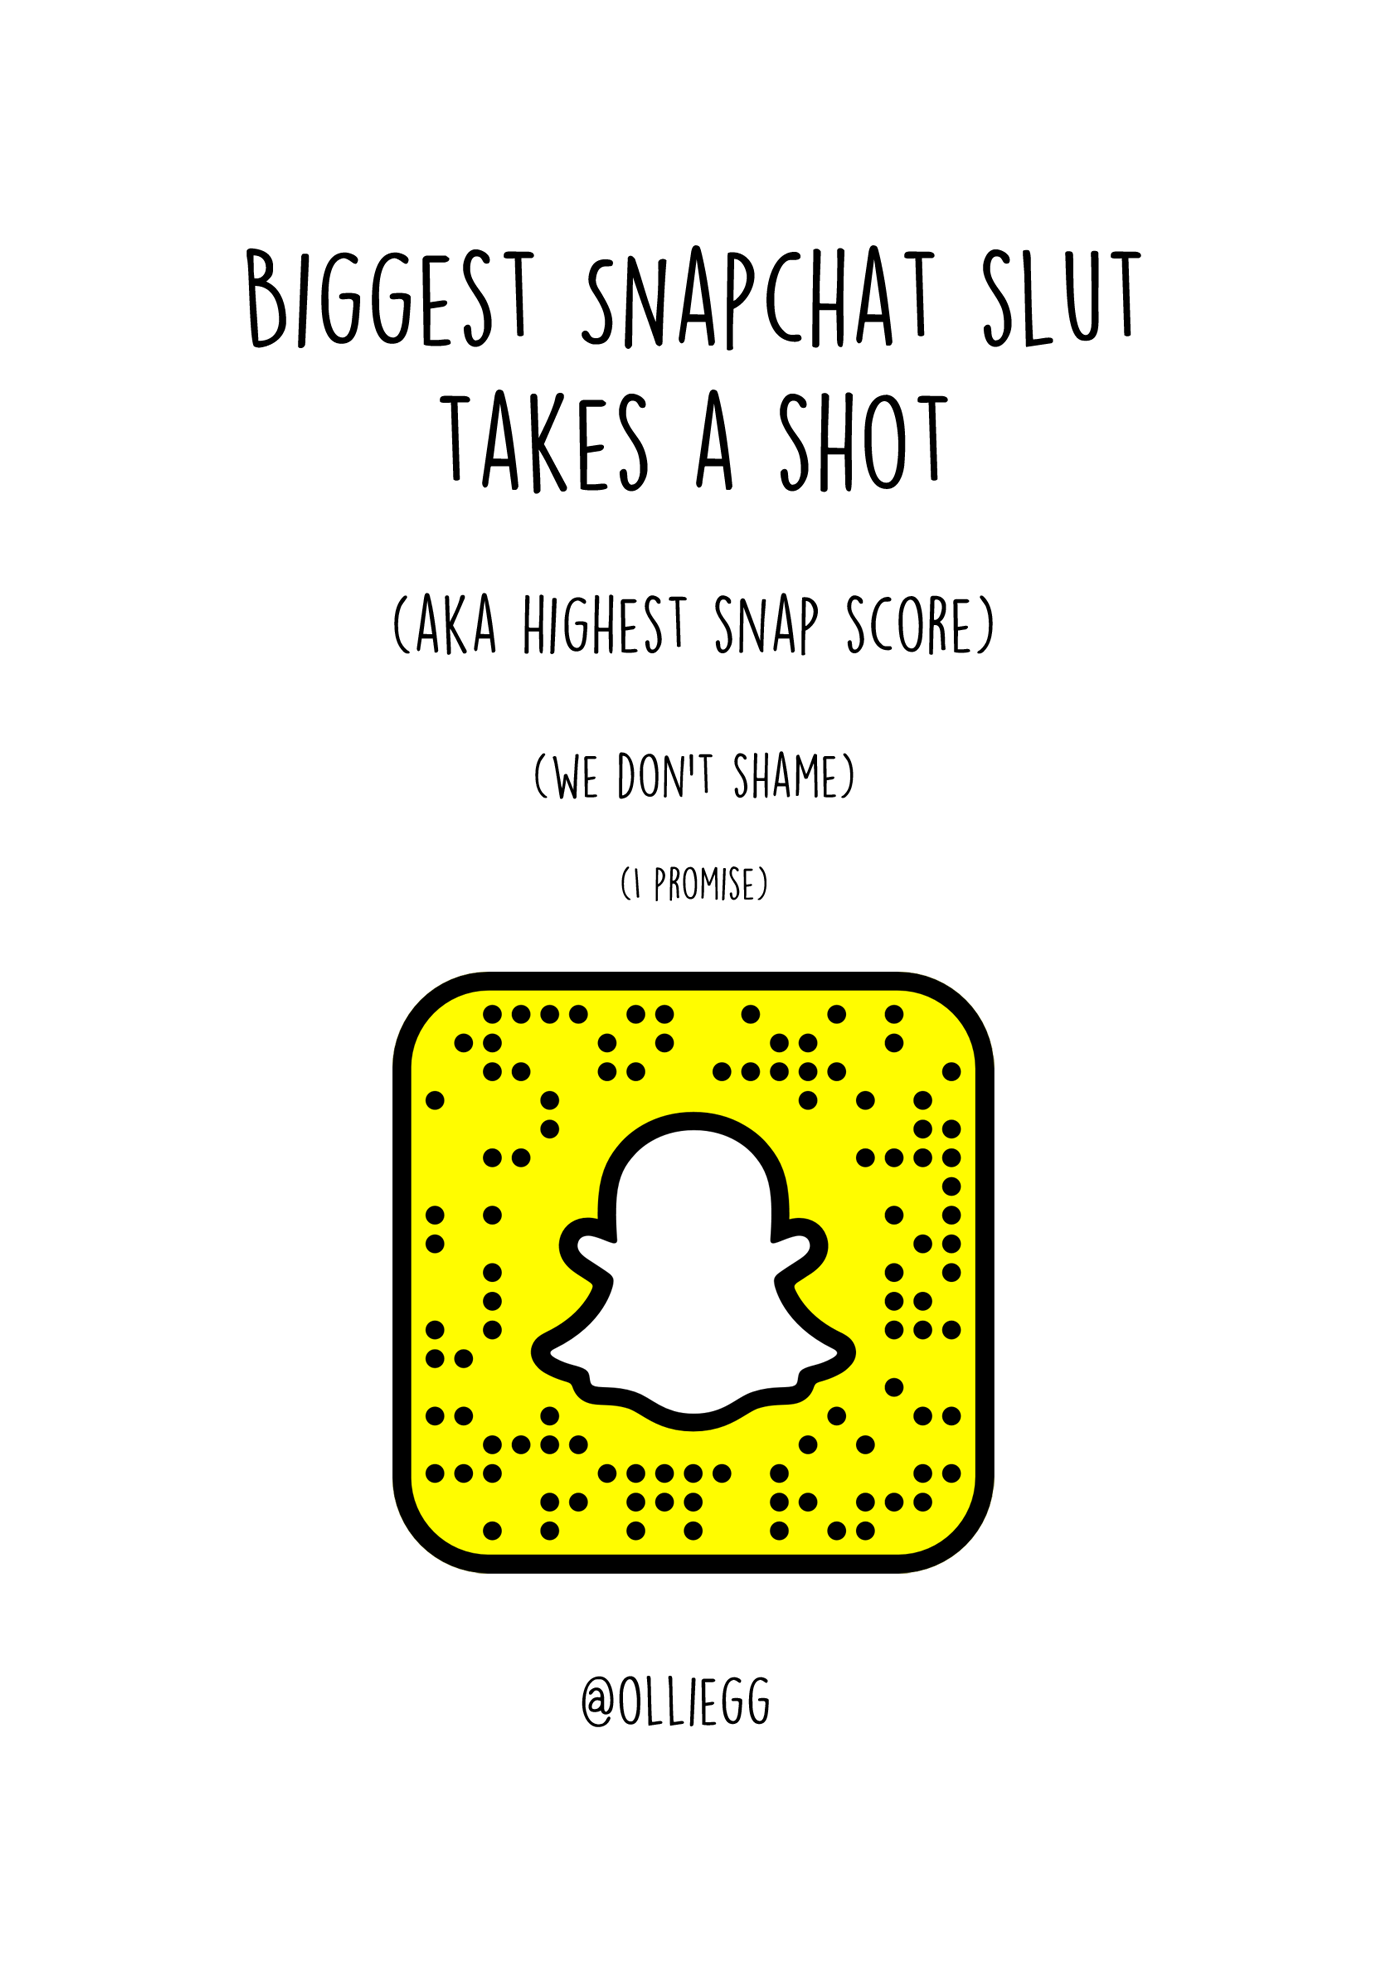 BIGGEST SNAPCHAT SLUT
TAKES A SHOT
(AKA HIGHEST SNAP SCORE)
(WE DON'T SHAME)
(I PROMISE)
@OLLIEGG